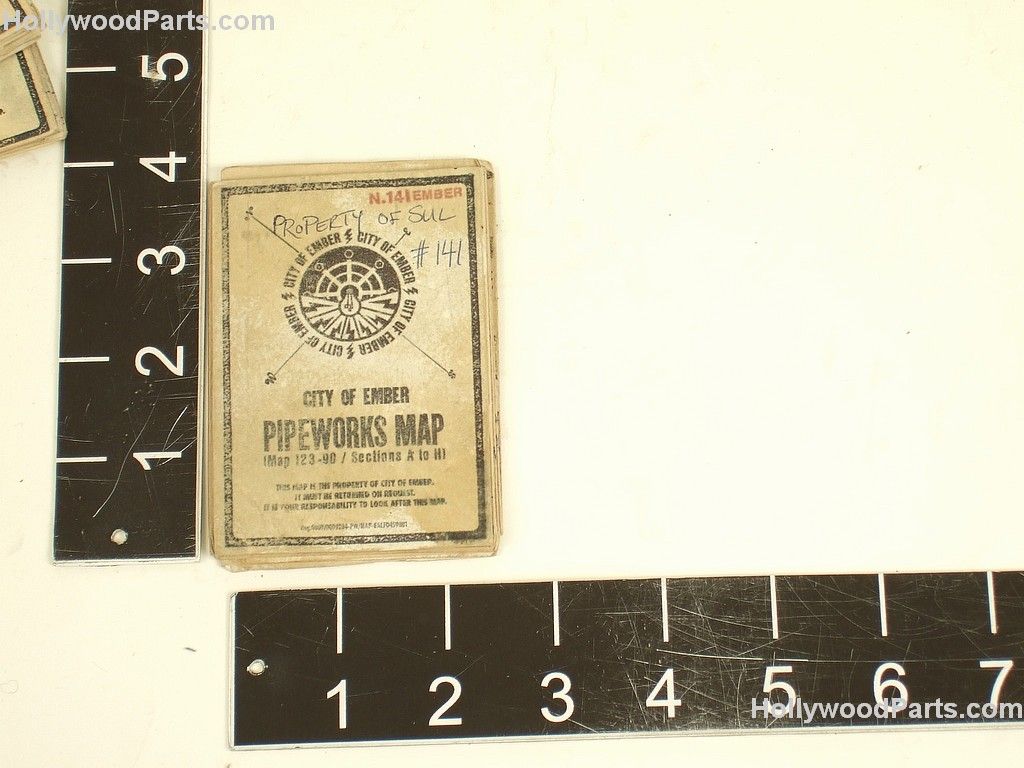 HollywoodParts.com
5
4
3
2
1
N.141EMBER
PROPERTY OF SUL
#141
CITY OF EMBER CITY OF EMBER CITY OF EMBER CITY OF EMBER
CITY OF EMBER
PIPEWORKS MAP
(Map 123-90 / Sections A to H)
THIS MAP IS THE PROPERTY OF CITY OF EMBER.
IT MUST BE RETURNED ON REQUEST.
IT IS YOUR RESPONSABILITY TO LOOK AFTER THIS MAP.
1 2 3 4 5 6 7
HollywoodParts.com